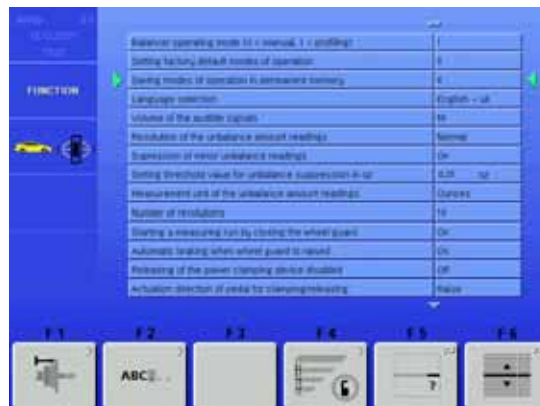 FUNCTION
Balancer operating mode (0 = manual, 1 = profiling) 1
Setting factory default modes of operation 0
Saving modes of operation in permanent memory 0
Language selection English - uk
Volume of the audible signals
Resolution of the unbalance amount readings Normal
Supression of minor unbalance readings On
Setting threshold value for unbalance suppression in oz 0.25 oz
Measurement unit of the unbalance amount readings Ounces
Number of revolutions 10
Starting a measuring run by closing the wheel guard On
Automatic braking when wheel guard is raised On
Releasing of the power clamping device disabled Off
Actuation direction of pedal for clamping/releasing Raise
F1 F2 F3 F4 F5 F6
ABC
?